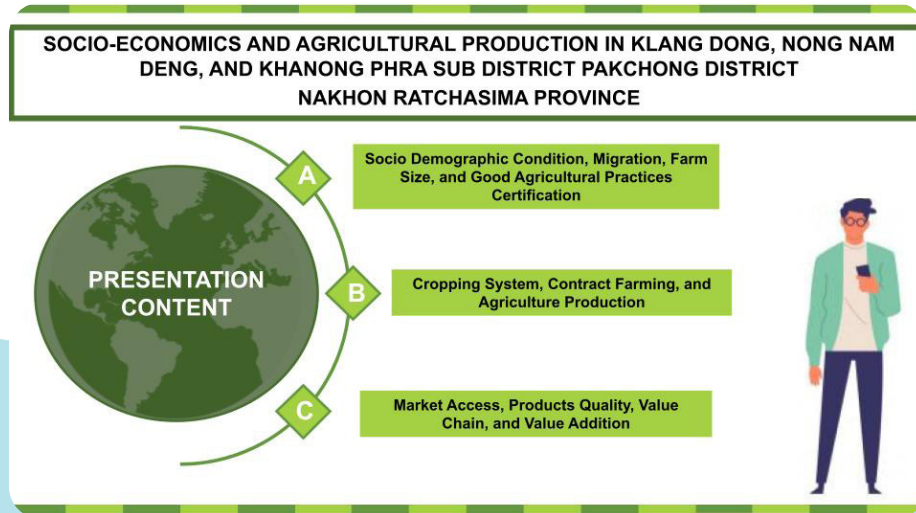 SOCIO-ECONOMICS AND AGRICULTURAL PRODUCTION IN KLANG DONG, NONG NAM
DENG, AND KHANONG PHRA SUB DISTRICT PAKCHONG DISTRICT
NAKHON RATCHASIMA PROVINCE
PRESENTATION
CONTENT
A
Socio Demographic Condition, Migration, Farm
Size, and Good Agricultural Practices
Certification
B
Cropping System, Contract Farming, and
Agriculture Production
C
Market Access, Products Quality, Value
Chain, and Value Addition